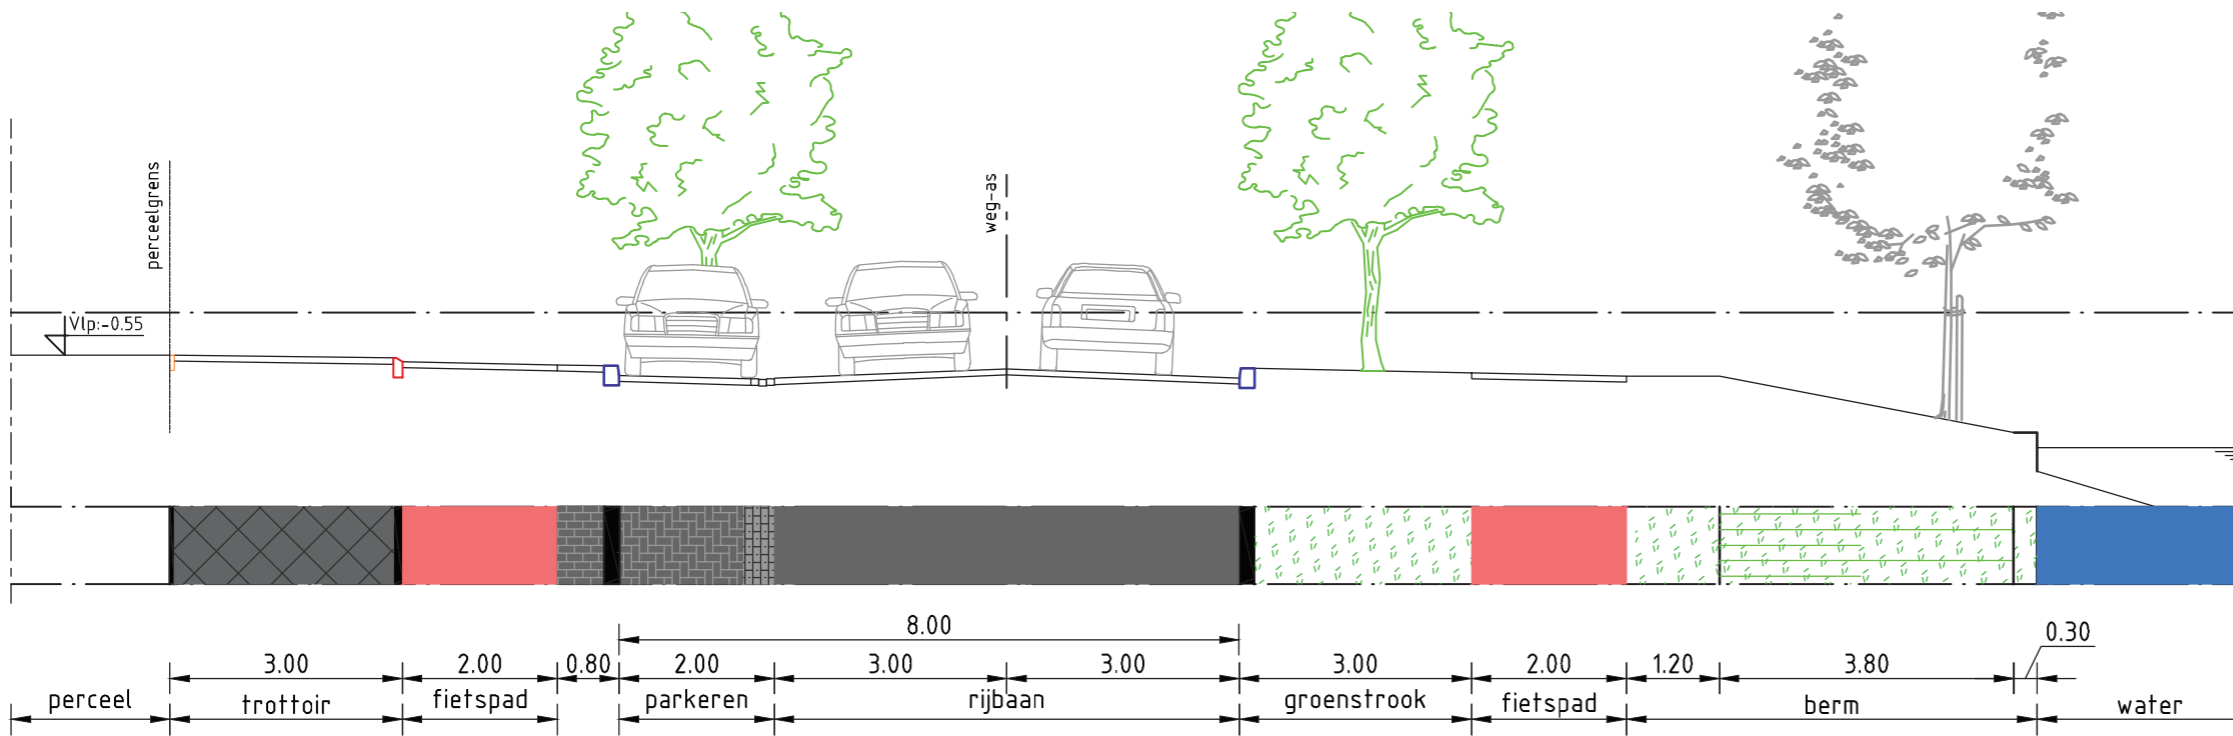 perceelgrens
weg-as
Vlp:-0.55
8.00
0.30
3.00 2.00 0.80 2.00 3.00 3.00 3.00 2.00 1.20 3.80
perceel trottoir fietspad parkeren rijbaan groenstrook fietspad berm water